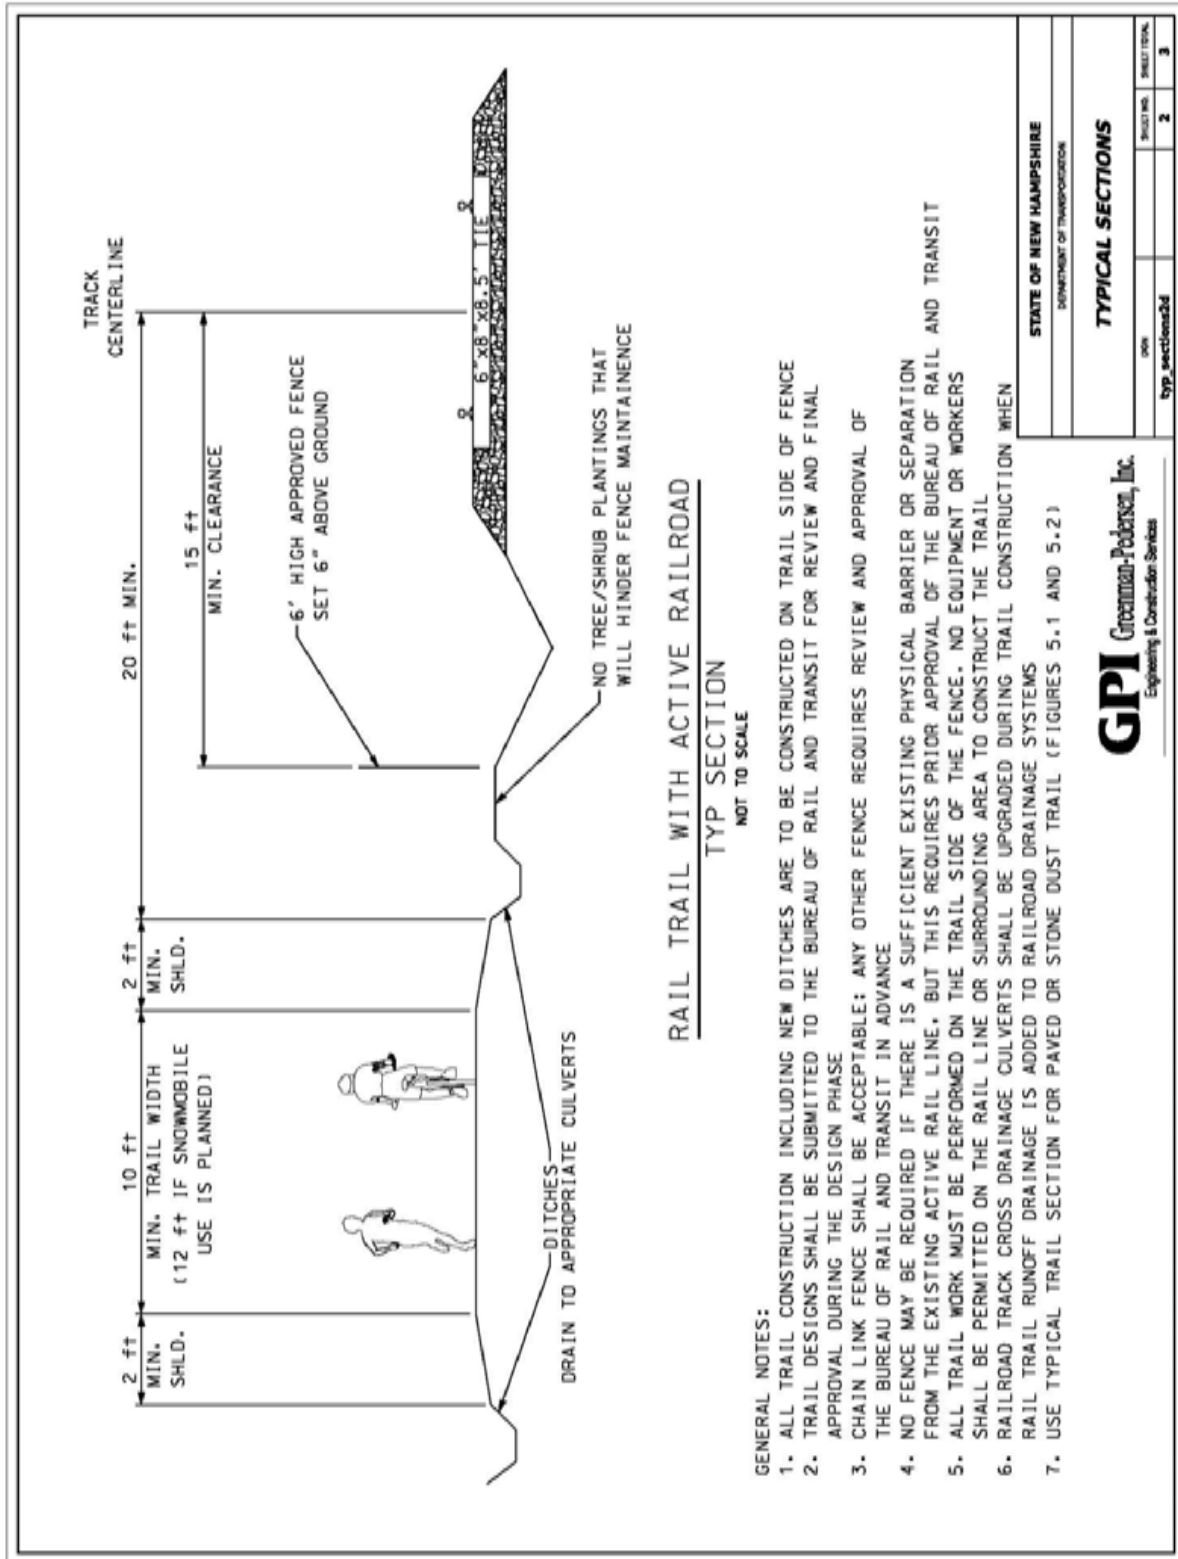 TRACK
CENTERLINE
20 ft MIN.
15 ft
MIN. CLEARANCE
2 ft
MIN.
SHLD.
10 ft
MIN. TRAIL WIDTH
(12 ft IF SNOWMOBILE
USE IS PLANNED)
2 ft
MIN.
SHLD.
6' HIGH APPROVED FENCE
SET 6" ABOVE GROUND
6"x8"x8.5' TIE
DITCHES
DRAIN TO APPROPRIATE CULVERTS
NO TREE/SHRUB PLANTINGS THAT
WILL HINDER FENCE MAINTAINENCE
RAIL TRAIL WITH ACTIVE RAILROAD
TYP SECTION
NOT TO SCALE
GENERAL NOTES:
1. ALL TRAIL CONSTRUCTION INCLUDING NEW DITCHES ARE TO BE CONSTRUCTED ON TRAIL SIDE OF FENCE
2. TRAIL DESIGNS SHALL BE SUBMITTED TO THE BUREAU OF RAIL AND TRANSIT FOR REVIEW AND FINAL
APPROVAL DURING THE DESIGN PHASE
3. CHAIN LINK FENCE SHALL BE ACCEPTABLE; ANY OTHER FENCE REQUIRES REVIEW AND APPROVAL OF
THE BUREAU OF RAIL AND TRANSIT IN ADVANCE
4. NO FENCE MAY BE REQUIRED IF THERE IS A SUFFICIENT EXISTING PHYSICAL BARRIER OR SEPARATION
FROM THE EXISTING ACTIVE RAIL LINE, BUT THIS REQUIRES PRIOR APPROVAL OF THE BUREAU OF RAIL AND TRANSIT
5. ALL TRAIL WORK MUST BE PERFORMED ON THE TRAIL SIDE OF THE FENCE. NO EQUIPMENT OR WORKERS
SHALL BE PERMITTED ON THE RAIL LINE OR SURROUNDING AREA TO CONSTRUCT THE TRAIL
6. RAILROAD TRACK CROSS DRAINAGE CULVERTS SHALL BE UPGRADED DURING TRAIL CONSTRUCTION WHEN
RAIL TRAIL RUNOFF DRAINAGE IS ADDED TO RAILROAD DRAINAGE SYSTEMS
7. USE TYPICAL TRAIL SECTION FOR PAVED OR STONE DUST TRAIL (FIGURES 5.1 AND 5.2)
GPI Greenman-Pedersen, Inc.
Engineering & Construction Services
STATE OF NEW HAMPSHIRE
DEPARTMENT OF TRANSPORTATION
TYPICAL SECTIONS
DGN SHEET NO. SHEET TOTAL
typ_sections2d 2 3